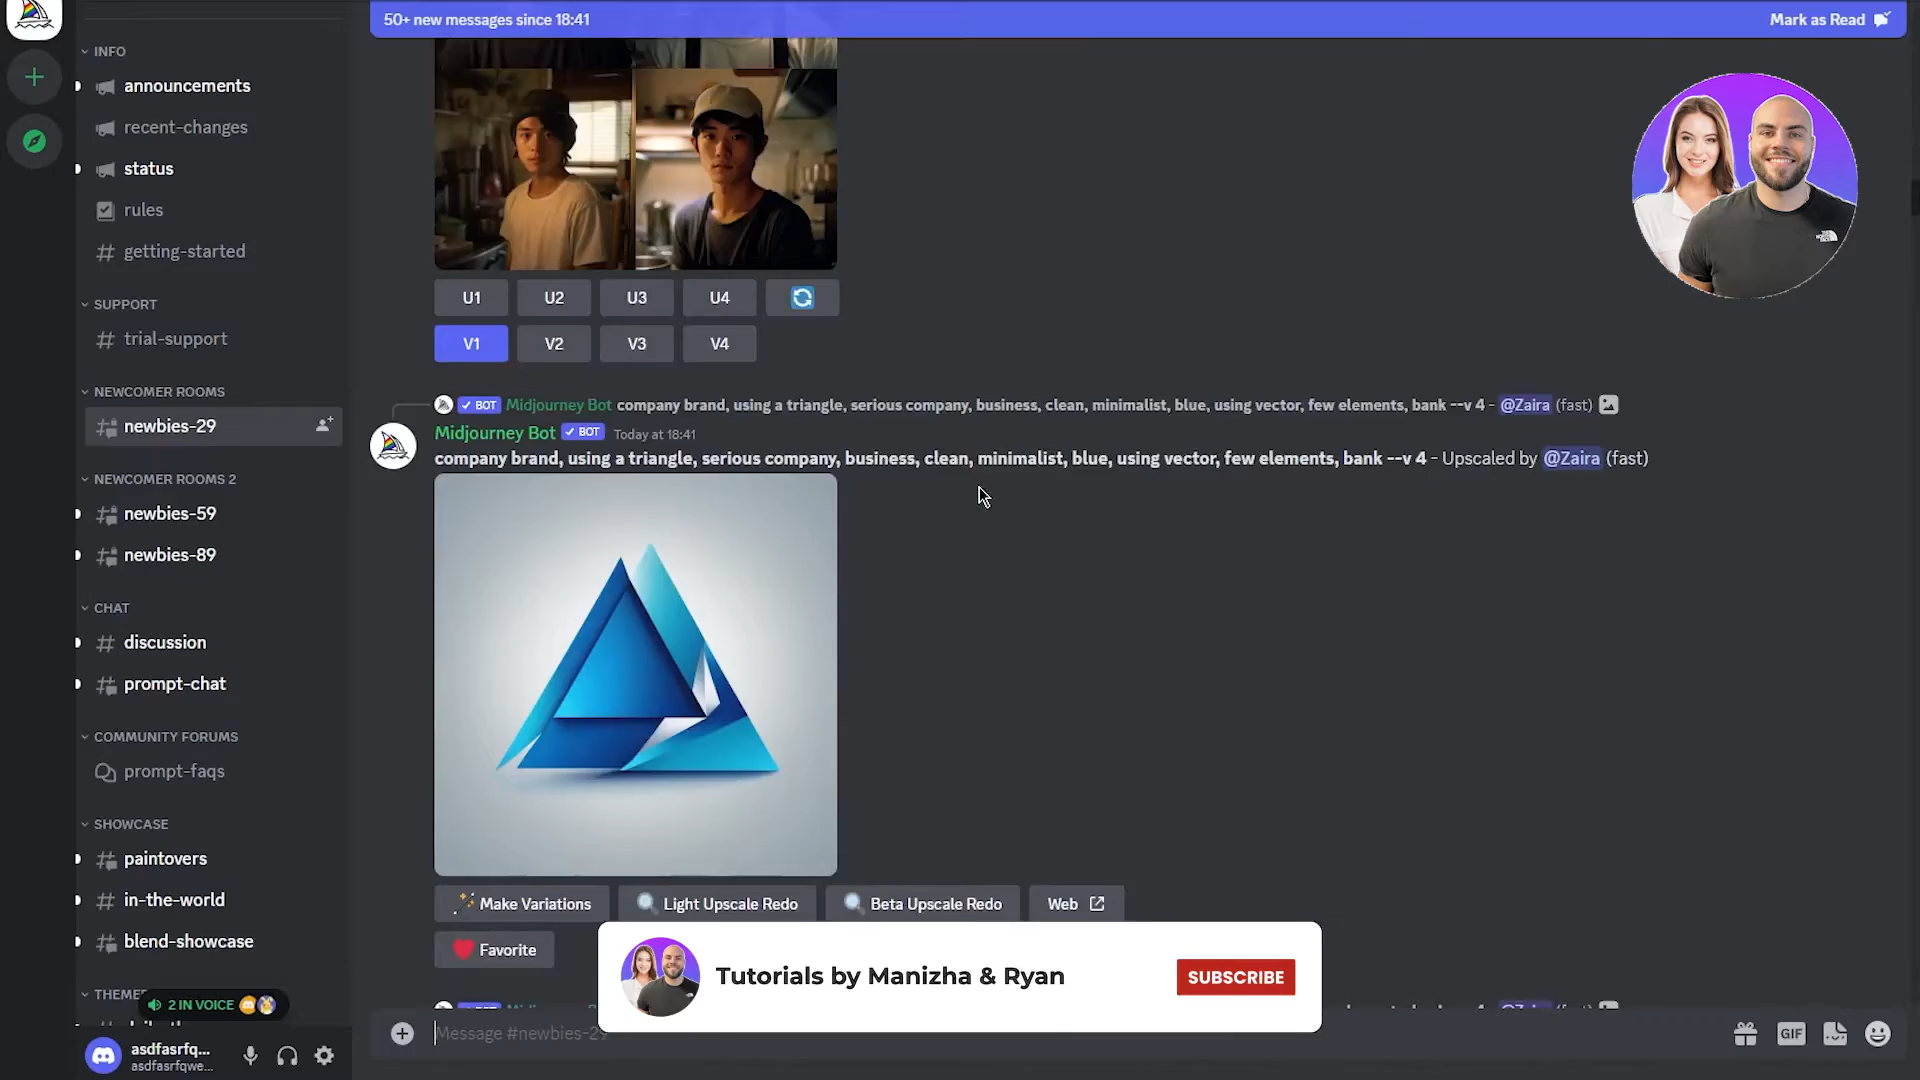 50+ new messages since 18:41
Mark as Read
INFO
announcements
recent-changes
status
rules
getting-started
SUPPORT
trial-support
NEWCOMER ROOMS
newbies-29
NEWCOMER ROOMS 2
newbies-59
newbies-89
CHAT
discussion
prompt-chat
COMMUNITY FORUMS
prompt-faqs
SHOWCASE
paintovers
in-the-world
blend-showcase
2 IN VOICE
asdfasrfq...
asdfasrfqwe...
U1 U2 U3 U4
V1 V2 V3 V4
BOT Midjourney Bot company brand, using a triangle, serious company, business, clean, minimalist, blue, using vector, few elements, bank --v 4 - @Zaira (fast)
Midjourney Bot BOT Today at 18:41
company brand, using a triangle, serious company, business, clean, minimalist, blue, using vector, few elements, bank --v 4 - Upscaled by @Zaira (fast)
Make Variations Light Upscale Redo Beta Upscale Redo Web
Favorite
Tutorials by Manizha & Ryan
SUBSCRIBE
Message #newbies-29
GIF
THE NORTH FACE